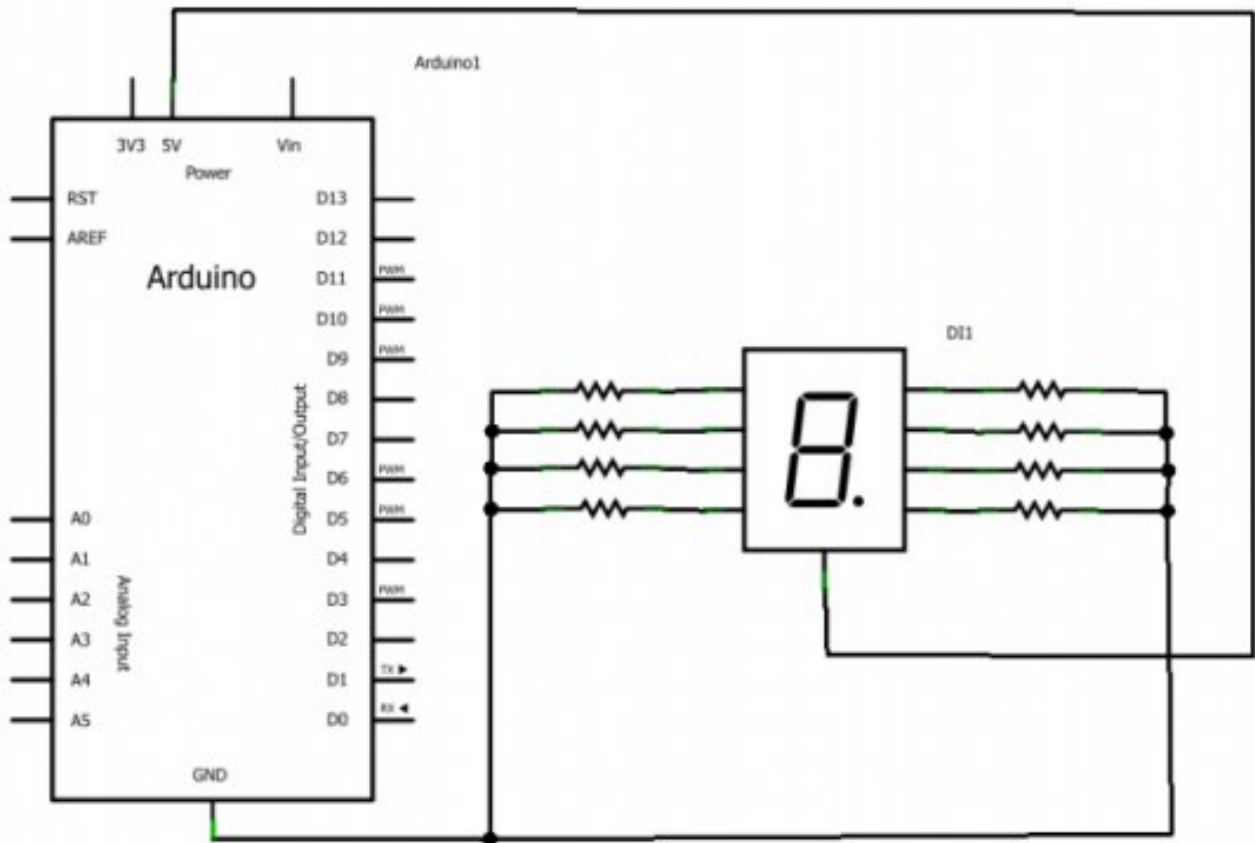 Arduino1
3V3 5V Vin
Power
RST D13
AREF D12
Arduino
D11 PWM
D10 PWM
D9 PWM
D8
D7
D6 PWM
A0 D5 PWM
A1 D4
A2 D3 PWM
A3 D2
A4 D1 TX ►
A5 D0 RX ◄
Digital Input/Output
Analog Input
GND
DI1